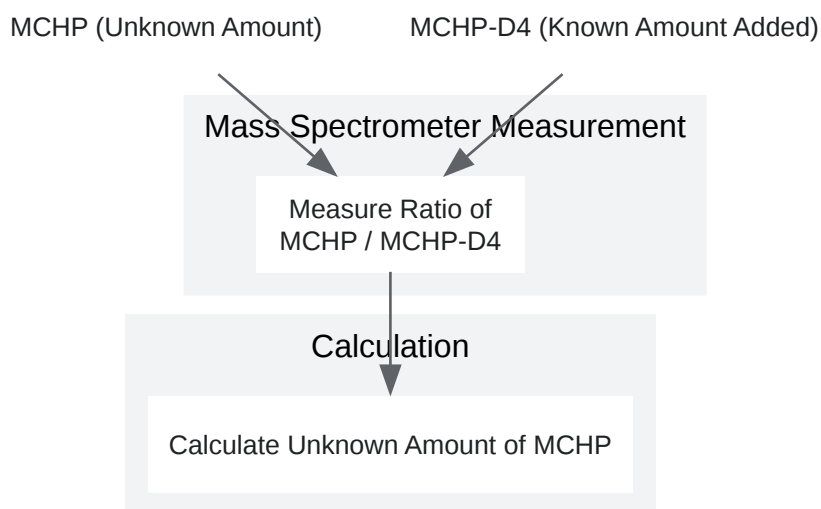 MCHP (Unknown Amount)
MCHP-D4 (Known Amount Added)
Mass Spectrometer Measurement
Measure Ratio of
MCHP / MCHP-D4
Calculation
Calculate Unknown Amount of MCHP